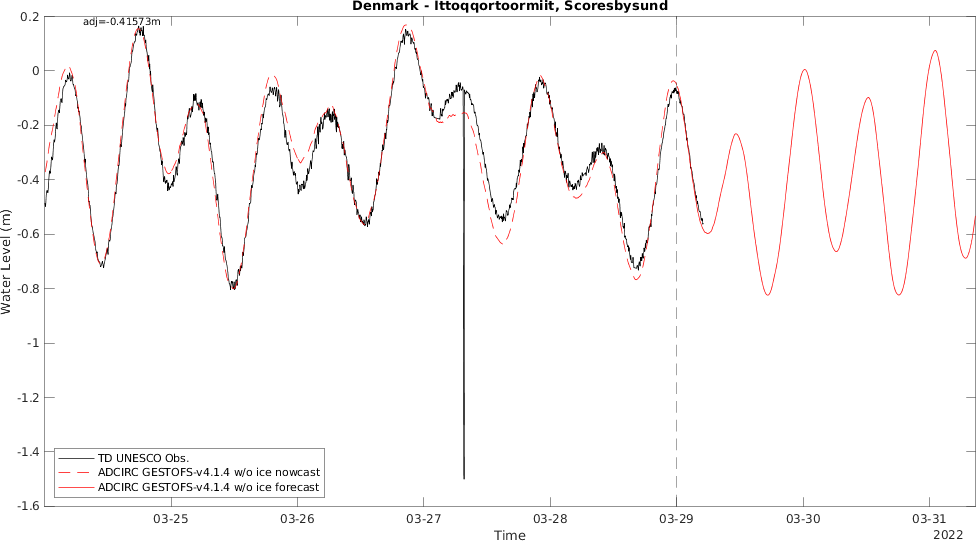 Denmark - Ittoqqortoormiit, Scoresbysund
adj=-0.41573m
0.2
0
-0.2
-0.4
-0.6
-0.8
-1
-1.2
-1.4
-1.6
Water Level (m)
TD UNESCO Obs.
ADCIRC GESTOFS-v4.1.4 w/o ice nowcast
ADCIRC GESTOFS-v4.1.4 w/o ice forecast
03-25 03-26 03-27 03-28 03-29 03-30 03-31
Time
2022